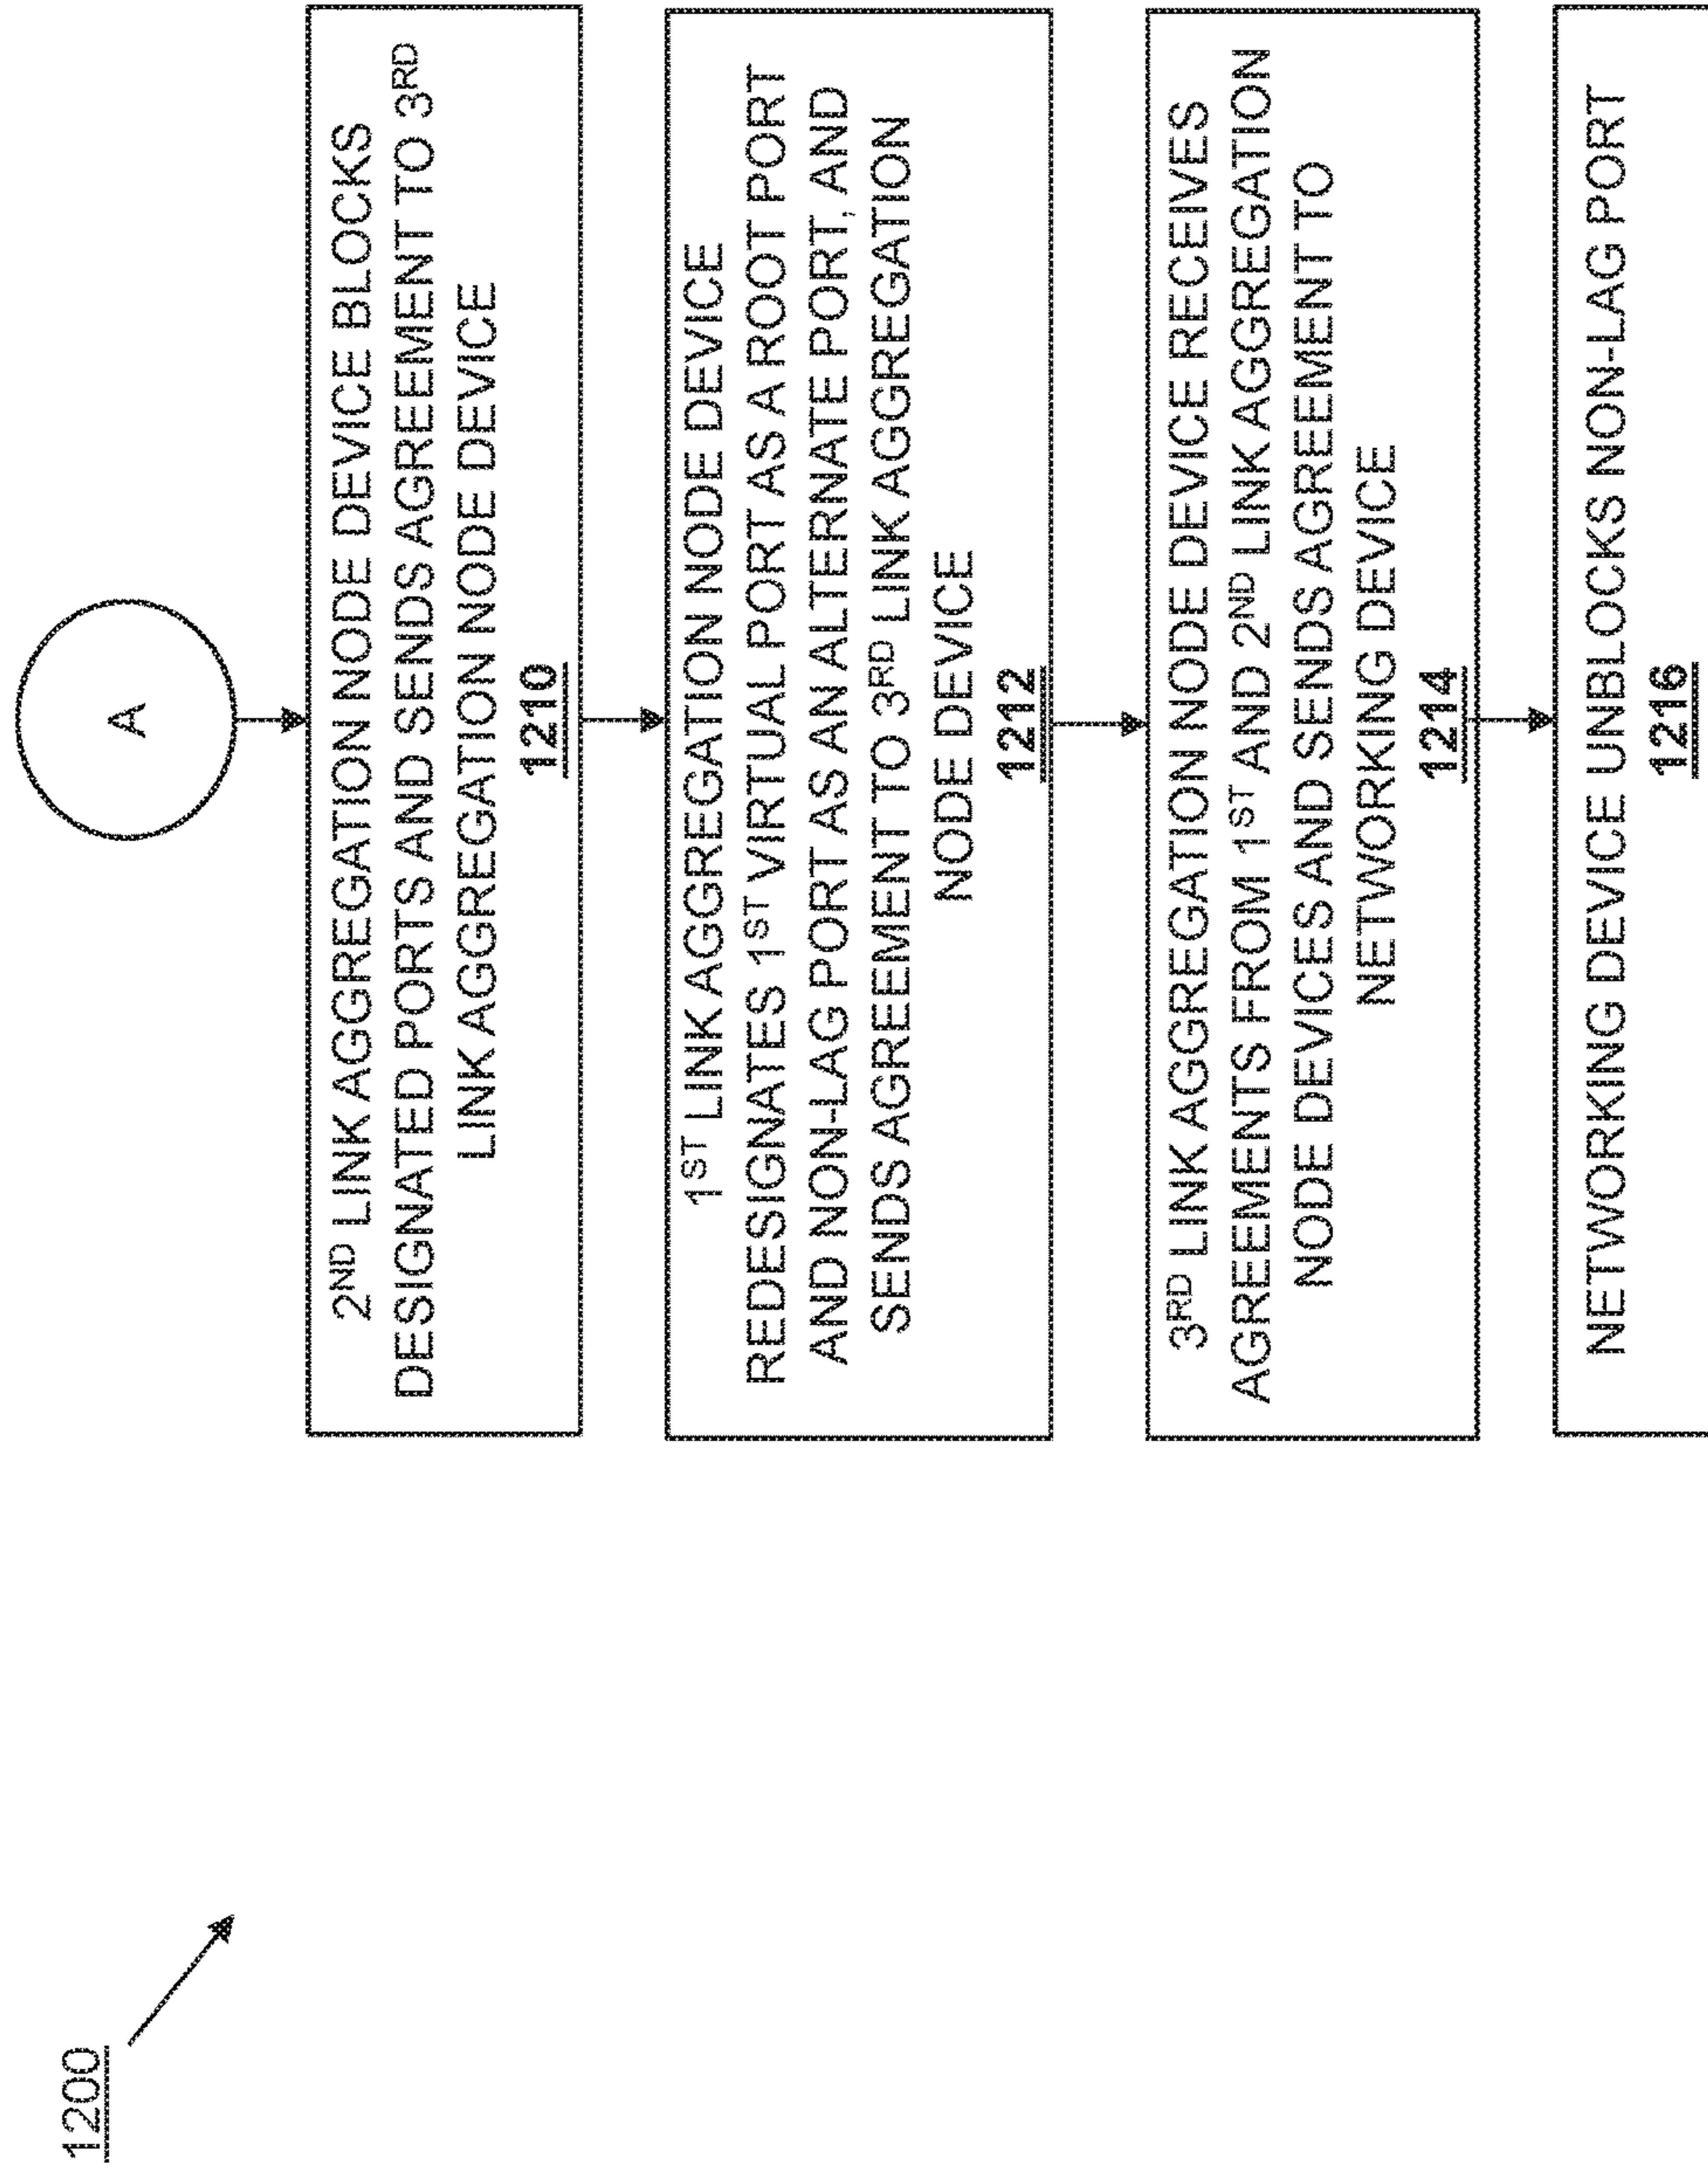 1200
A
2ND LINK AGGREGATION NODE DEVICE BLOCKS
DESIGNATED PORTS AND SENDS AGREEMENT TO 3RD
LINK AGGREGATION NODE DEVICE
1210
1ST LINK AGGREGATION NODE DEVICE
REDESIGNATES 1ST VIRTUAL PORT AS A ROOT PORT
AND NON-LAG PORT AS AN ALTERNATE PORT, AND
SENDS AGREEMENT TO 3RD LINK AGGREGATION
NODE DEVICE
1212
3RD LINK AGGREGATION NODE DEVICE RECEIVES
AGREEMENTS FROM 1ST AND 2ND LINK AGGREGATION
NODE DEVICES AND SENDS AGREEMENT TO
NETWORKING DEVICE
1214
NETWORKING DEVICE UNBLOCKS NON-LAG PORT
1216